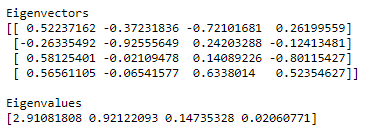 Eigenvectors
[[ 0.52237162 -0.37231836 -0.72101681 0.26199559]
[-0.26335492 -0.92555649 0.24203288 -0.12413481]
[ 0.58125401 -0.02109478 0.14089226 -0.80115427]
[ 0.56561105 -0.06541577 0.6338014 0.52354627]]
Eigenvalues
[2.91081808 0.92122093 0.14735328 0.02060771]